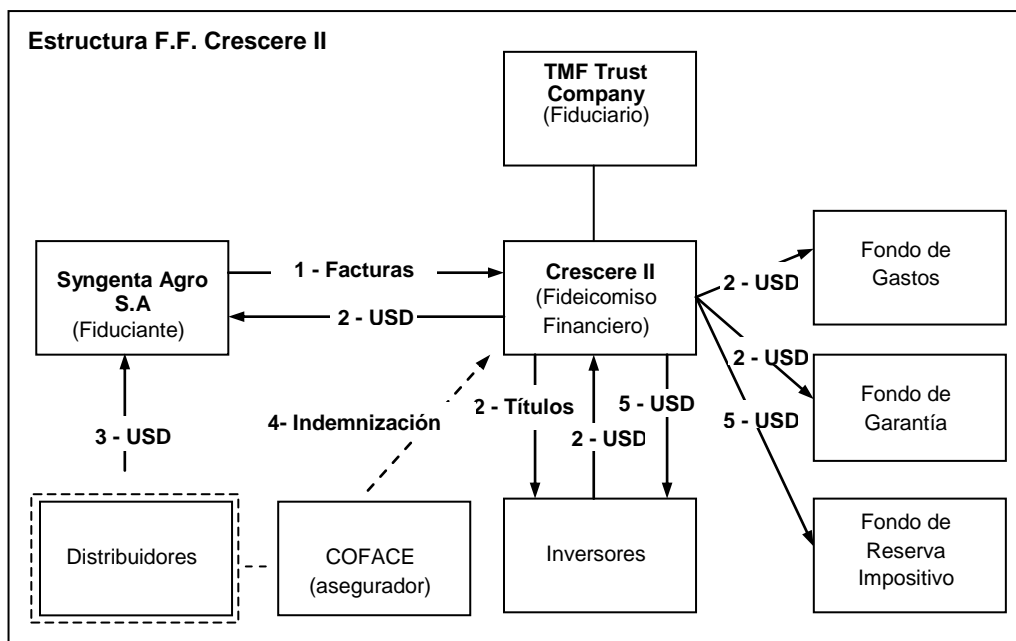 Estructura F.F. Crescere II
TMF Trust
Company
(Fiduciario)
Syngenta Agro
S.A
(Fiduciante)
1 - Facturas
2 - USD
Crescere II
(Fideicomiso
Financiero)
2 - USD
Fondo de
Gastos
2 - USD
Fondo de
Garantía
5 - USD
Fondo de
Reserva
Impositivo
3 - USD
4- Indemnización
2 - Títulos
2 - USD
5 - USD
Distribuidores
COFACE
(asegurador)
Inversores